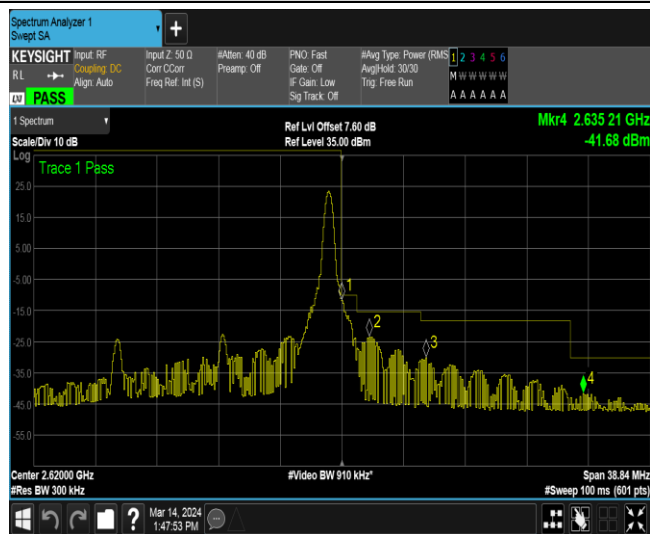 Spectrum Analyzer 1
Swept SA
KEYSIGHT Input: RF Input Z: 50 Ω #Atten: 40 dB PNO: Fast #Avg Type: Power (RMS 1 2 3 4 5 6
RL Coupling: DC Corr CCorr Preamp: Off Gate: Off Avg|Hold: 30/30 M W W W W W
Align: Auto Freq Ref: Int (S) IF Gain: Low Trig: Free Run
LXI PASS Sig Track: Off A A A A A A
1 Spectrum Ref Lvl Offset 7.60 dB Mkr4 2.635 21 GHz
Scale/Div 10 dB Ref Level 35.00 dBm -41.68 dBm
Log
Trace 1 Pass
25.0
15.0
5.00
-5.00
1
-15.0
2
-25.0
3
-35.0
4
-45.0
-55.0
Center 2.62000 GHz #Video BW 910 kHz* Span 38.84 MHz
#Res BW 300 kHz #Sweep 100 ms (601 pts)
? Mar 14, 2024
1:47:53 PM